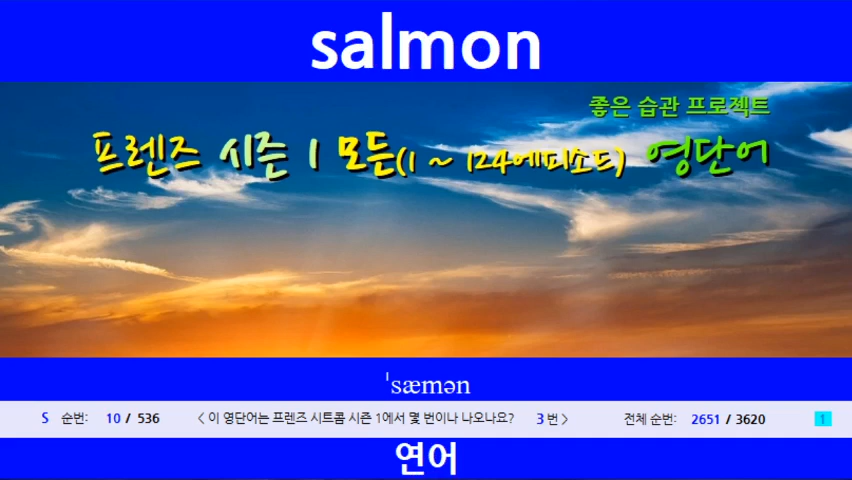 salmon
좋은 습관 프로젝트
프렌즈 시즌 1 모든(1 ~ 124에피소드) 영단어
ˈsæmən
S 순번: 10 / 536 < 이 영단어는 프렌즈 시트콤 시즌 1에서 몇 번이나 나오나요? 3 번 > 전체 순번: 2651 / 3620 1
연어